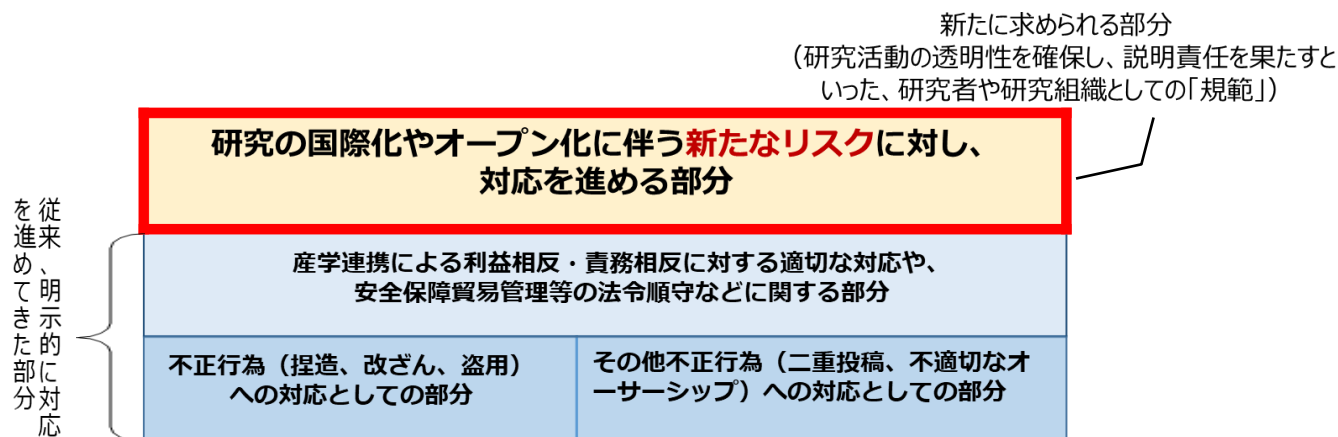 新たに求められる部分
（研究活動の透明性を確保し、説明責任を果たすと
いった、研究者や研究組織としての「規範」）
研究の国際化やオープン化に伴う新たなリスクに対し、
対応を進める部分
従来、明示的に対応
を進めてきた部分
産学連携による利益相反・責務相反に対する適切な対応や、
安全保障貿易管理等の法令順守などに関する部分
不正行為（捏造、改ざん、盗用）
への対応としての部分
その他不正行為（二重投稿、不適切なオ
ーサーシップ）への対応としての部分